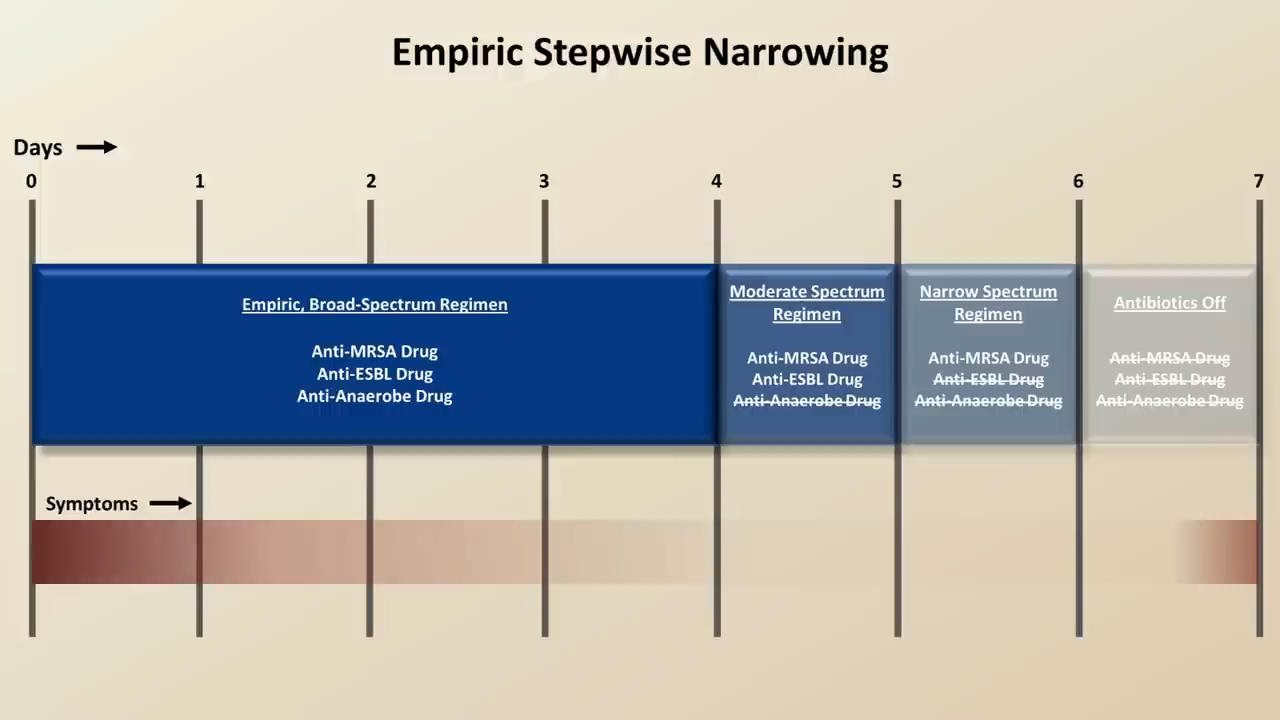 Empiric Stepwise Narrowing
Days
0 1 2 3 4 5 6 7
Empiric, Broad-Spectrum Regimen
Anti-MRSA Drug
Anti-ESBL Drug
Anti-Anaerobe Drug
Moderate Spectrum
Regimen
Anti-MRSA Drug
Anti-ESBL Drug
Anti-Anaerobe Drug
Narrow Spectrum
Regimen
Anti-MRSA Drug
Anti-ESBL Drug
Anti-Anaerobe Drug
Antibiotics Off
Anti-MRSA Drug
Anti-ESBL Drug
Anti-Anaerobe Drug
Symptoms